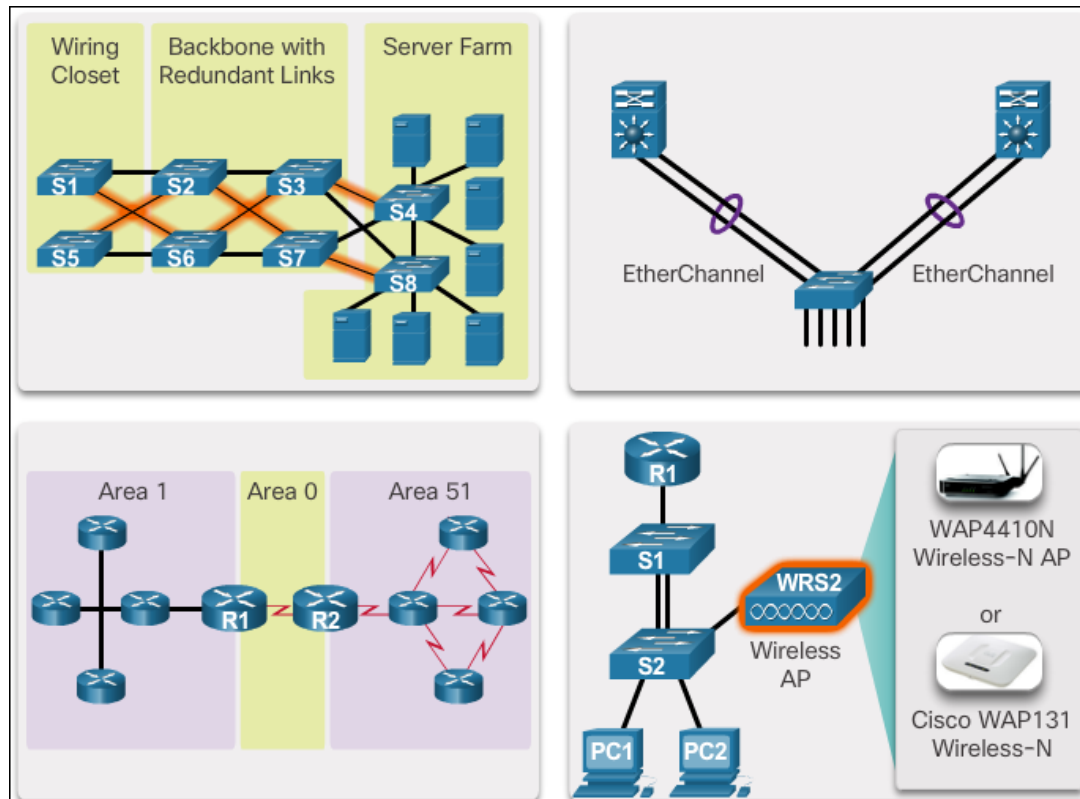 Wiring
Closet
Backbone with
Redundant Links
Server Farm
S1
S2
S3
S4
S5
S6
S7
S8
EtherChannel
EtherChannel
Area 1
Area 0
Area 51
R1
R2
R1
S1
WRS2
S2
Wireless
AP
PC1
PC2
WAP4410N
Wireless-N AP
or
Cisco WAP131
Wireless-N